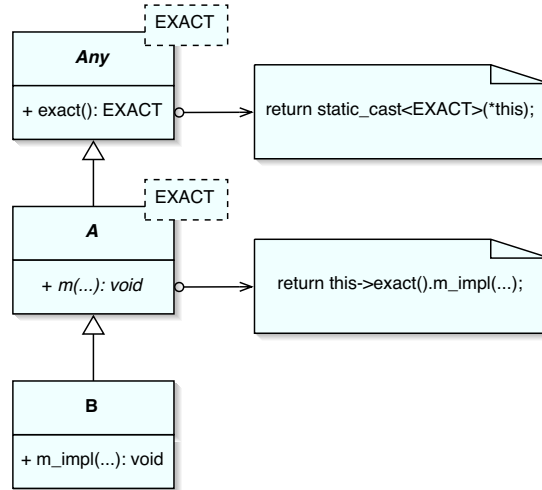 EXACT
Any
+ exact(): EXACT
return static_cast<EXACT>(*this);
EXACT
A
+ m(...): void
return this->exact().m_impl(...);
B
+ m_impl(...): void